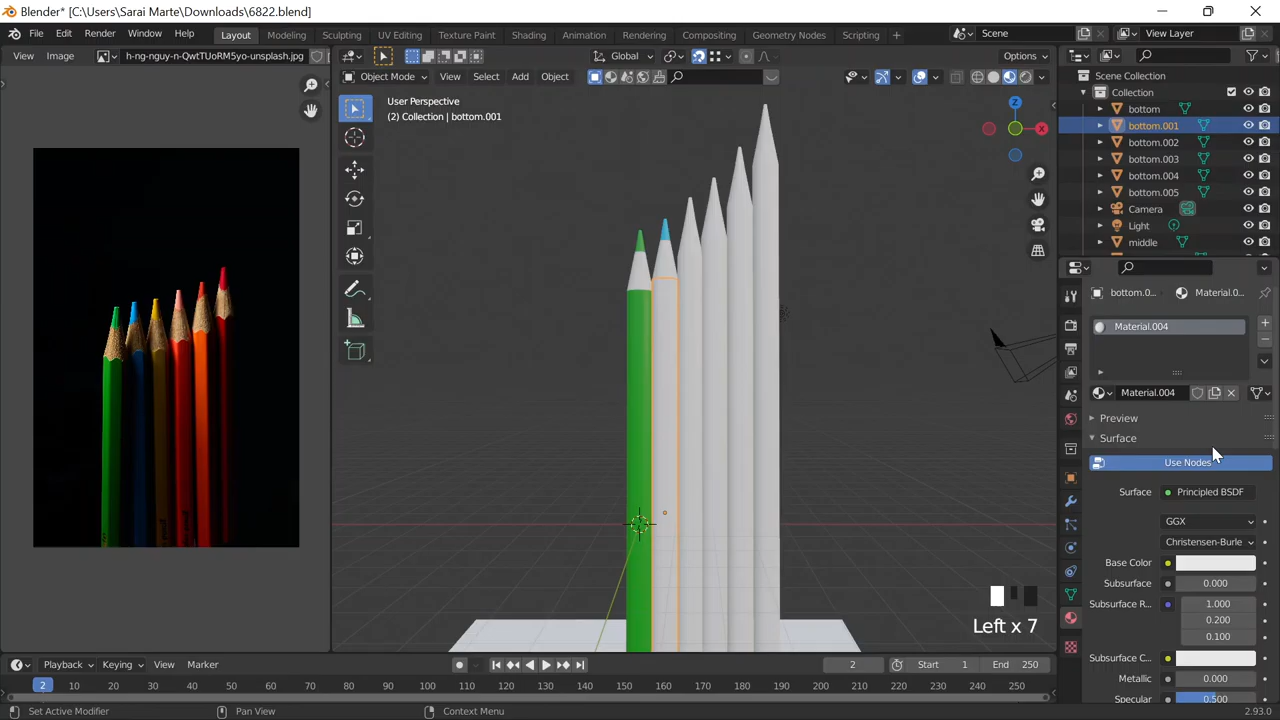 Blender* [C:\Users\Sarai Marte\Downloads\6822.blend]
File Edit Render Window Help Layout Modeling Sculpting UV Editing Texture Paint Shading Animation Rendering Compositing Geometry Nodes Scripting + Scene View Layer
View Image h-ng-nguy-n-QwtTUoRM5yo-unsplash.jpg Global Options
Object Mode View Select Add Object
User Perspective
(2) Collection | bottom.001
Z
X
Scene Collection
Collection
bottom
bottom.001
bottom.002
bottom.003
bottom.004
bottom.005
Camera
Light
middle
bottom.0... Material.0...
Material.004
Material.004
Preview
Surface
Use Nodes
Surface Principled BSDF
GGX
Christensen-Burle
Base Color
Subsurface 0.000
Subsurface R... 1.000
0.200
0.100
Subsurface C...
Metallic 0.000
Specular 0.500
Left x 7
Playback Keying View Marker 2 Start 1 End 250
2 10 20 30 40 50 60 70 80 90 100 110 120 130 140 150 160 170 180 190 200 210 220 230 240 250
Set Active Modifier Pan View Context Menu 2.93.0